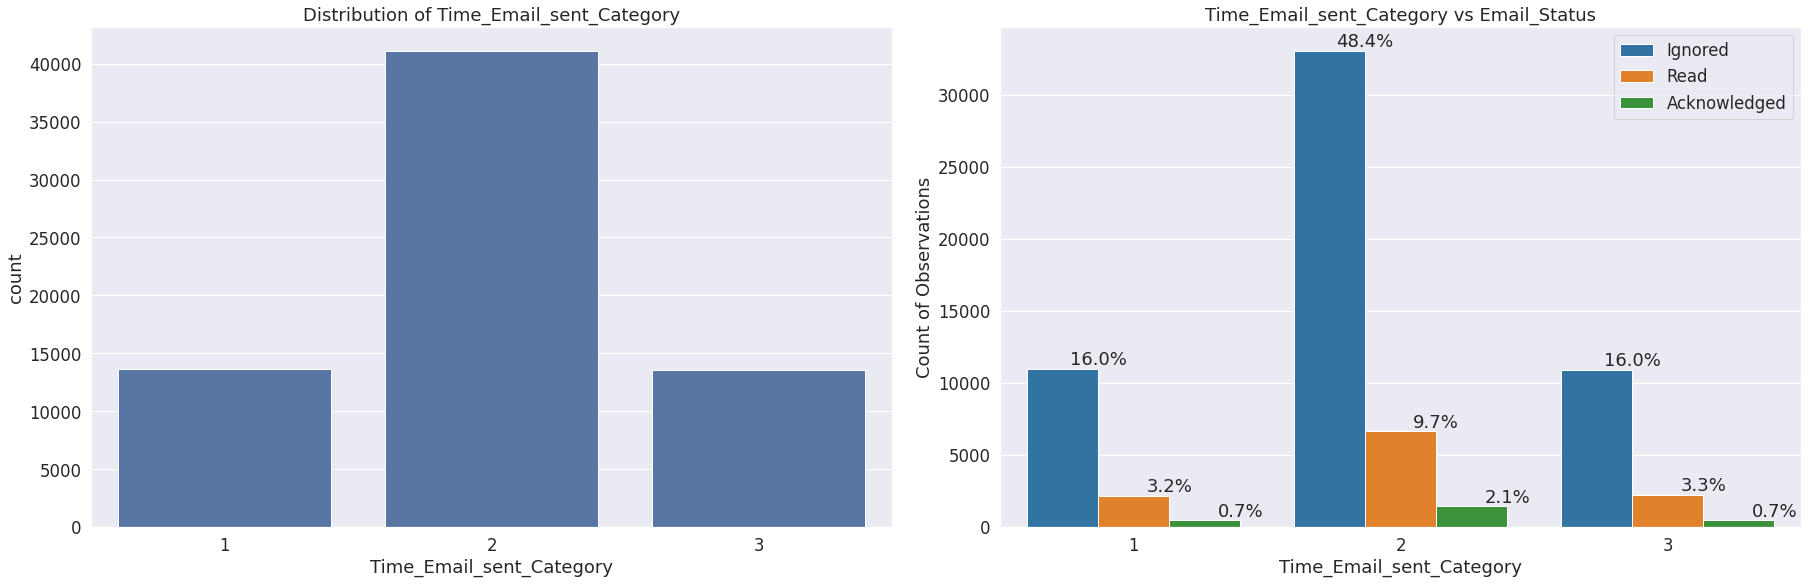 Distribution of Time_Email_sent_Category
count
40000
35000
30000
25000
20000
15000
10000
5000
0
1 2 3
Time_Email_sent_Category
Time_Email_sent_Category vs Email_Status
Count of Observations
30000
25000
20000
15000
10000
5000
0
Ignored
Read
Acknowledged
16.0%
3.2%
0.7%
48.4%
9.7%
2.1%
16.0%
3.3%
0.7%
1 2 3
Time_Email_sent_Category